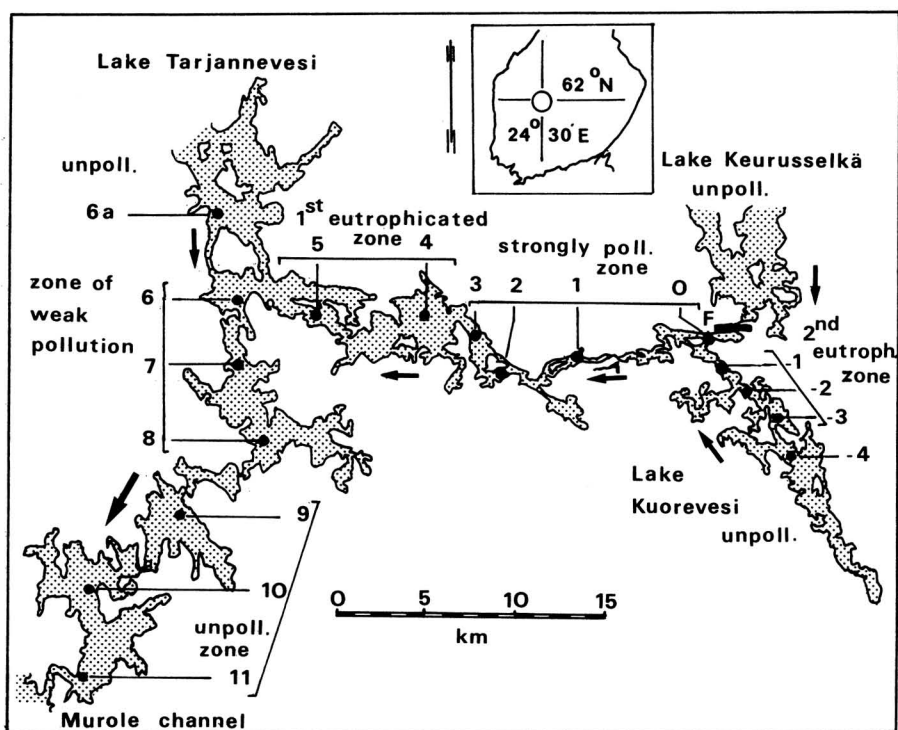 Lake Tarjannevesi
62 °N
24° 30′ E
Lake Keurusselkä
unpoll.
unpoll.
6a
1st eutrophicated
zone
5 4
strongly poll.
zone
3 2 1 0
F
2nd
eutroph.
zone
zone of
weak
pollution
6
7
8
-1
-2
-3
-4
Lake
Kuorevesi
unpoll.
9
10
unpoll.
zone
11
0 5 10 15
km
Murole channel